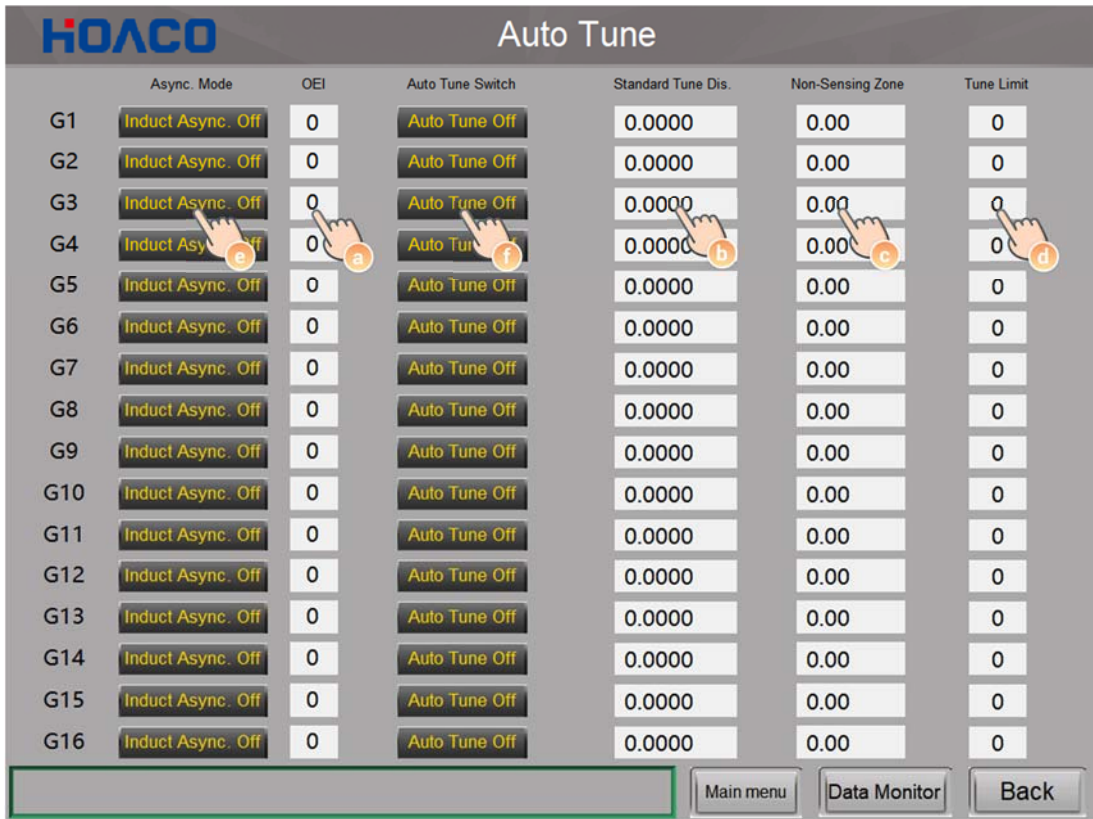 HOACO Auto Tune
Async. Mode OEI Auto Tune Switch Standard Tune Dis. Non-Sensing Zone Tune Limit
G1 Induct Async. Off 0 Auto Tune Off 0.0000 0.00 0
G2 Induct Async. Off 0 Auto Tune Off 0.0000 0.00 0
G3 Induct Async. Off 0 Auto Tune Off 0.0000 0.00 0
G4 Induct 0 Auto 0.0000 0.00 0
e a f b c d
G5 Induct Async. Off 0 Auto Tune Off 0.0000 0.00 0
G6 Induct Async. Off 0 Auto Tune Off 0.0000 0.00 0
G7 Induct Async. Off 0 Auto Tune Off 0.0000 0.00 0
G8 Induct Async. Off 0 Auto Tune Off 0.0000 0.00 0
G9 Induct Async. Off 0 Auto Tune Off 0.0000 0.00 0
G10 Induct Async. Off 0 Auto Tune Off 0.0000 0.00 0
G11 Induct Async. Off 0 Auto Tune Off 0.0000 0.00 0
G12 Induct Async. Off 0 Auto Tune Off 0.0000 0.00 0
G13 Induct Async. Off 0 Auto Tune Off 0.0000 0.00 0
G14 Induct Async. Off 0 Auto Tune Off 0.0000 0.00 0
G15 Induct Async. Off 0 Auto Tune Off 0.0000 0.00 0
G16 Induct Async. Off 0 Auto Tune Off 0.0000 0.00 0
Main menu Data Monitor Back